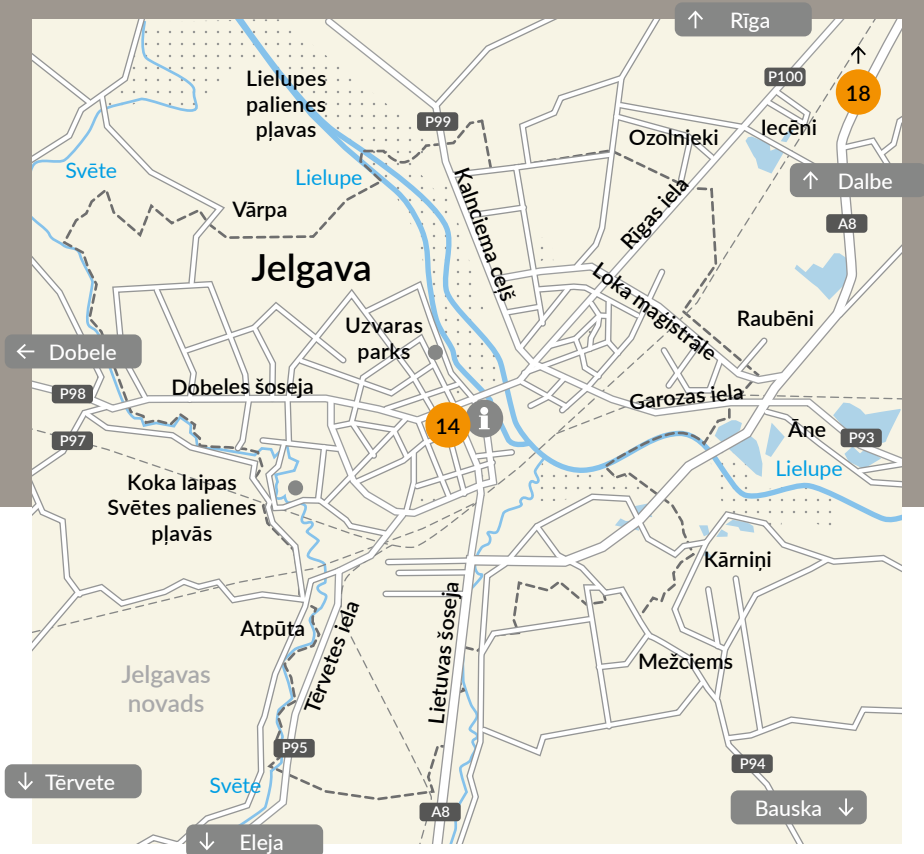 ↑ Rīga
P100
↑
18
Lielupes
palienes
pļavas
P99
Ozolnieki
Iecēni
Svēte
Lielupe
Kalnciema ceļš
Rīgas iela
↑ Dalbe
Vārpa
A8
Jelgava
Loka maģistrāle
Raubēni
Uzvaras
parks
← Dobele
P98
Dobeles šoseja
Garozas iela
14
i
P97
Āne
P93
Lielupe
Koka laipas
Svētes palienes
pļavās
Kārniņi
Atpūta
Tērvetes iela
Lietuvas šoseja
Mežciems
Jelgavas
novads
P95
P94
↓ Tērvete
Svēte
A8
Bauska ↓
↓ Eleja